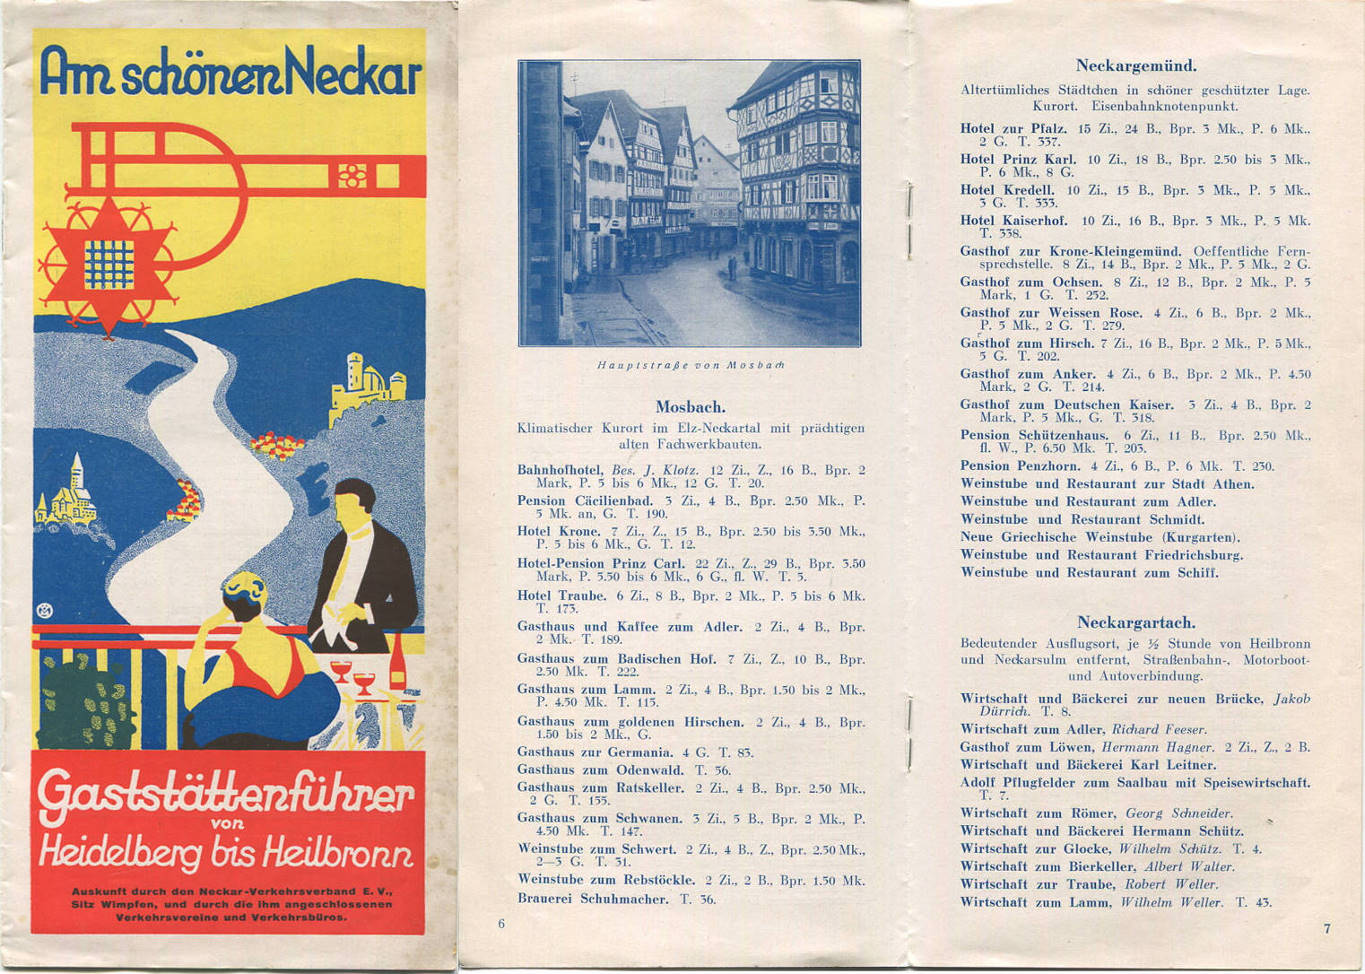 Am schönen Neckar
Gaststättenführer
von
Heidelberg bis Heilbronn
Auskunft durch den Neckar-Verkehrsverband E. V.,
Sitz Wimpfen, und durch die ihm angeschlossenen
Verkehrsvereine und Verkehrsbüros.
Hauptstraße von Mosbach
Mosbach.
Klimatischer Kurort im Elz-Neckartal mit prächtigen
alten Fachwerkbauten.
Bahnhofhotel, Bes. J. Klotz. 12 Zi., Z., 16 B., Bpr. 2
Mark, P. 5 bis 6 Mk., 12 G. T. 20.
Pension Cäcilienbad. 3 Zi., 4 B., Bpr. 2.50 Mk., P.
5 Mk. an, G. T. 190.
Hotel Krone. 7 Zi., Z., 15 B., Bpr. 2.50 bis 3.50 Mk.,
P. 5 bis 6 Mk., G. T. 12.
Hotel-Pension Prinz Carl. 22 Zi., Z., 29 B., Bpr. 3.50
Mark, P. 5.50 bis 6 Mk., 6 G., fl. W. T. 5.
Hotel Traube. 6 Zi., 8 B., Bpr. 2 Mk., P. 5 bis 6 Mk.
T. 173.
Gasthaus und Kaffee zum Adler. 2 Zi., 4 B., Bpr.
2 Mk. T. 189.
Gasthaus zum Badischen Hof. 7 Zi., Z., 10 B., Bpr.
2.50 Mk. T. 222.
Gasthaus zum Lamm. 2 Zi., 4 B., Bpr. 1.50 bis 2 Mk.,
P. 4.50 Mk. T. 115.
Gasthaus zum goldenen Hirschen. 2 Zi., 4 B., Bpr.
1.50 bis 2 Mk., G.
Gasthaus zur Germania. 4 G. T. 83.
Gasthaus zum Odenwald. T. 56.
Gasthaus zum Ratskeller. 2 Zi., 4 B., Bpr. 2.50 Mk.,
2 G. T. 155.
Gasthaus zum Schwanen. 3 Zi., 5 B., Bpr. 2 Mk., P.
4.50 Mk. T. 147.
Weinstube zum Schwert. 2 Zi., 4 B., Z., Bpr. 2.50 Mk.,
2—3 G. T. 31.
Weinstube zum Rebstöckle. 2 Zi., 2 B., Bpr. 1.50 Mk.
Brauerei Schuhmacher. T. 36.
6
Neckargemünd.
Altertümliches Städtchen in schöner geschützter Lage.
Kurort. Eisenbahnknotenpunkt.
Hotel zur Pfalz. 15 Zi., 24 B., Bpr. 3 Mk., P. 6 Mk.,
2 G. T. 337.
Hotel Prinz Karl. 10 Zi., 18 B., Bpr. 2.50 bis 3 Mk.,
P. 6 Mk., 8 G.
Hotel Kredell. 10 Zi., 15 B., Bpr. 3 Mk., P. 5 Mk.,
3 G. T. 333.
Hotel Kaiserhof. 10 Zi., 16 B., Bpr. 3 Mk., P. 5 Mk.
T. 338.
Gasthof zur Krone-Kleingemünd. Oeffentliche Fern-
sprechstelle. 8 Zi., 14 B., Bpr. 2 Mk., P. 5 Mk., 2 G.
Gasthof zum Ochsen. 8 Zi., 12 B., Bpr. 2 Mk., P. 5
Mark, 1 G. T. 252.
Gasthof zur Weissen Rose. 4 Zi., 6 B., Bpr. 2 Mk.,
P. 5 Mk., 2 G. T. 279.
Gasthof zum Hirsch. 7 Zi., 16 B., Bpr. 2 Mk., P. 5 Mk.,
5 G. T. 202.
Gasthof zum Anker. 4 Zi., 6 B., Bpr. 2 Mk., P. 4.50
Mark, 2 G. T. 214.
Gasthof zum Deutschen Kaiser. 3 Zi., 4 B., Bpr. 2
Mark, P. 5 Mk., G. T. 318.
Pension Schützenhaus. 6 Zi., 11 B., Bpr. 2.50 Mk.,
fl. W., P. 6.50 Mk. T. 203.
Pension Penzhorn. 4 Zi., 6 B., P. 6 Mk. T. 230.
Weinstube und Restaurant zur Stadt Athen.
Weinstube und Restaurant zum Adler.
Weinstube und Restaurant Schmidt.
Neue Griechische Weinstube (Kurgarten).
Weinstube und Restaurant Friedrichsburg.
Weinstube und Restaurant zum Schiff.
Neckargartach.
Bedeutender Ausflugsort, je ½ Stunde von Heilbronn
und Neckarsulm entfernt, Straßenbahn-, Motorboot-
und Autoverbindung.
Wirtschaft und Bäckerei zur neuen Brücke, Jakob
Dürrich. T. 8.
Wirtschaft zum Adler, Richard Feeser.
Gasthof zum Löwen, Hermann Hagner. 2 Zi., Z., 2 B.
Wirtschaft und Bäckerei Karl Leitner.
Adolf Pflugfelder zum Saalbau mit Speisewirtschaft.
T. 7.
Wirtschaft zum Römer, Georg Schneider.
Wirtschaft und Bäckerei Hermann Schütz.
Wirtschaft zur Glocke, Wilhelm Schütz. T. 4.
Wirtschaft zum Bierkeller, Albert Walter.
Wirtschaft zur Traube, Robert Weller.
Wirtschaft zum Lamm, Wilhelm Weller. T. 43.
7